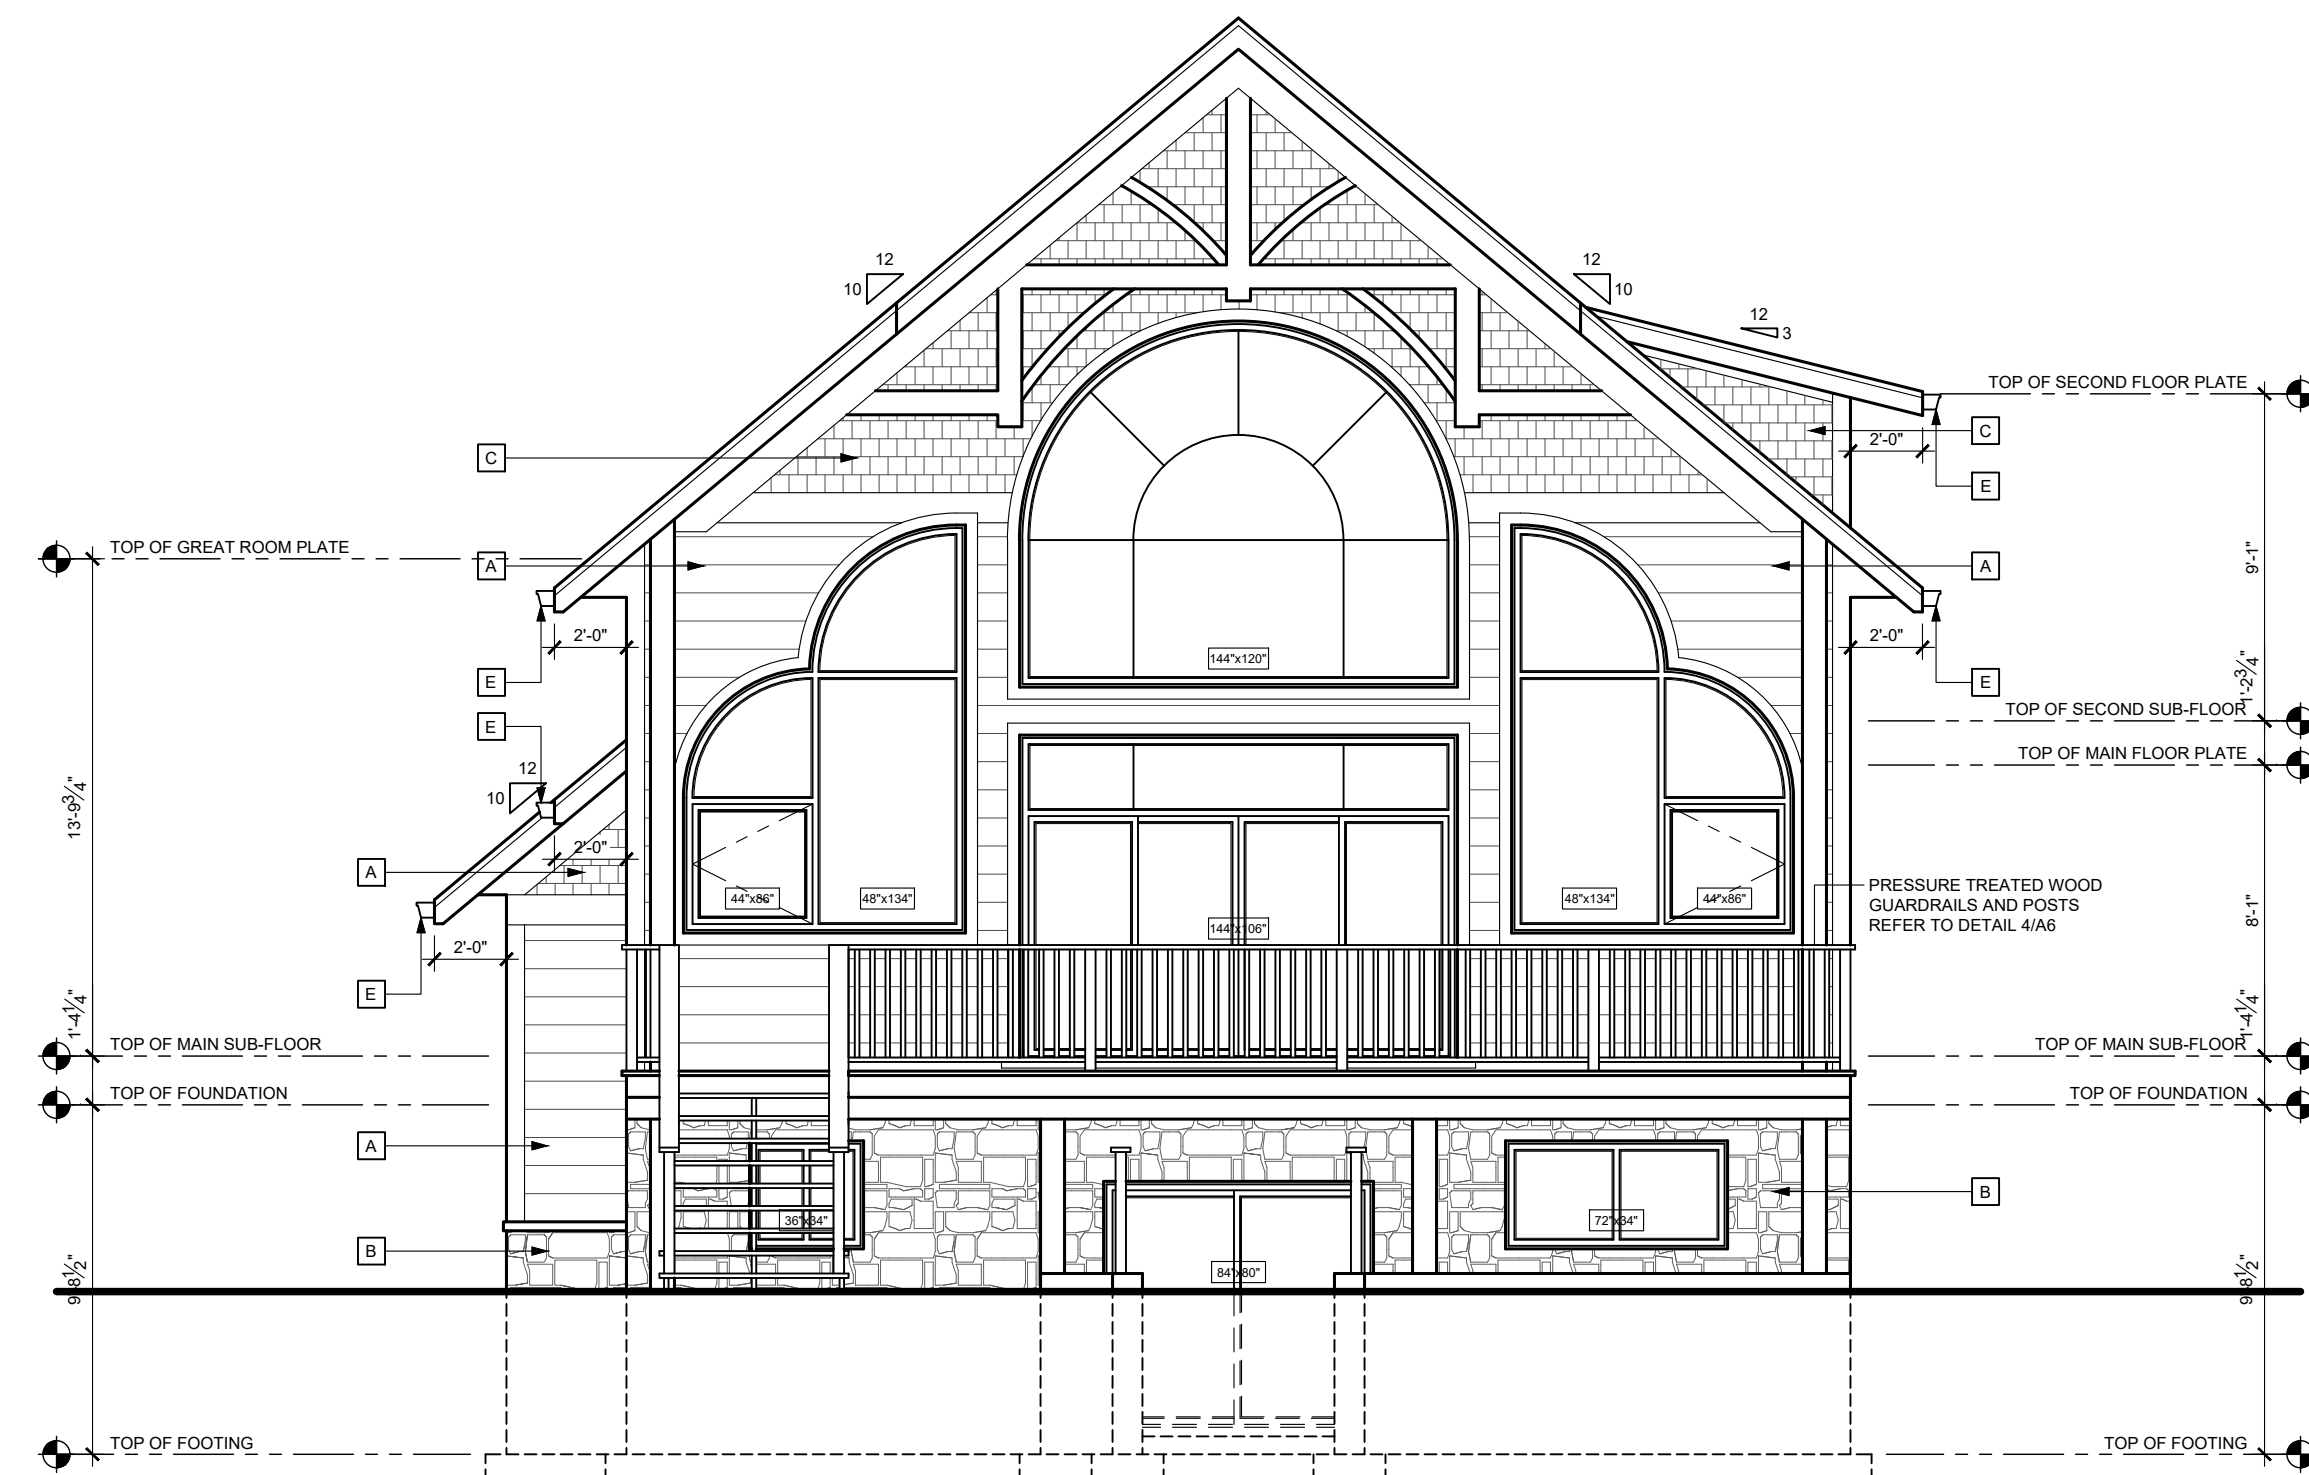 12
10
12
10
12
3
TOP OF SECOND FLOOR PLATE
C
2'-0"
C
E
TOP OF GREAT ROOM PLATE
A
A
9'-1"
2'-0"
2'-0"
144"x120"
E
E
1'-2¾"
TOP OF SECOND SUB-FLOOR
E
TOP OF MAIN FLOOR PLATE
12
10
13'-9¾"
2'-0"
A
PRESSURE TREATED WOOD
GUARDRAILS AND POSTS
REFER TO DETAIL 4/A6
44"x86"
48"x134"
48"x134"
44"x86"
8'-1"
144"x106"
2'-0"
E
1'-4¼"
1'-4¼"
TOP OF MAIN SUB-FLOOR
TOP OF MAIN SUB-FLOOR
TOP OF FOUNDATION
TOP OF FOUNDATION
A
B
36"x34"
72"x34"
B
84"x80"
9'-8½"
9'-8½"
TOP OF FOOTING
TOP OF FOOTING